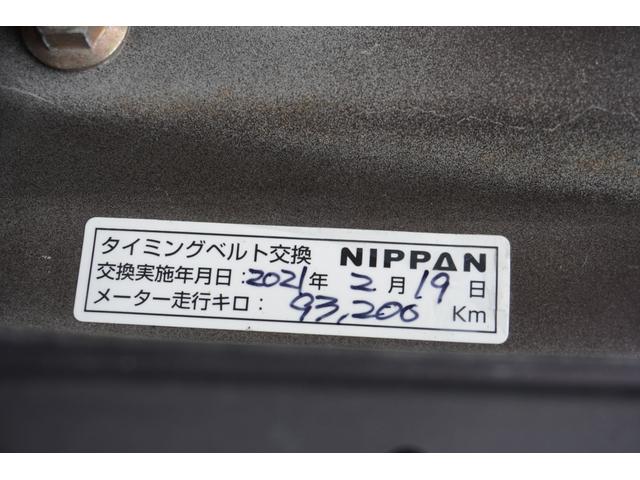 タイミングベルト交換 NIPPAN
交換実施年月日：2021年 2月 19日
メーター走行キロ： 93,200 Km